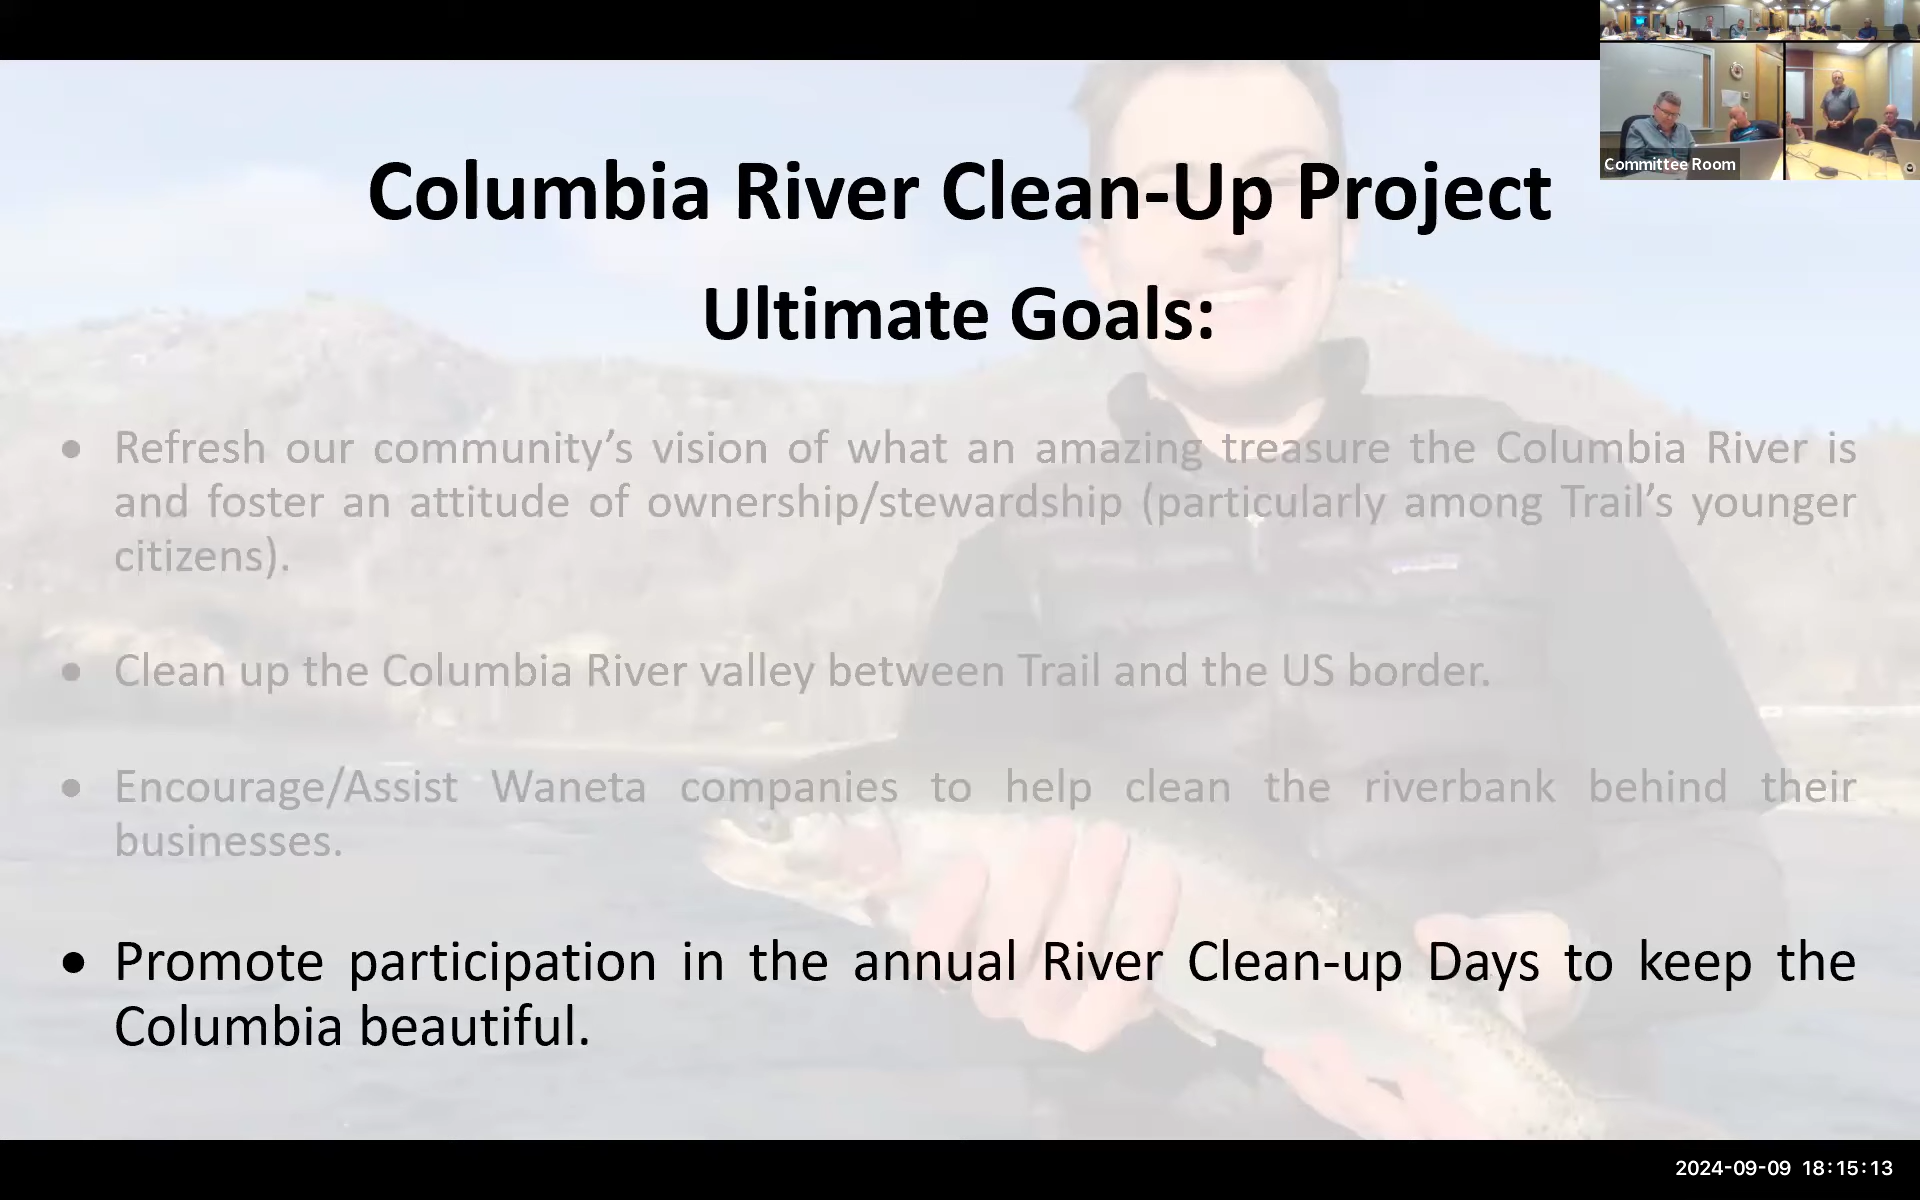 Committee Room
Columbia River Clean-Up Project
Ultimate Goals:
• Refresh our community’s vision of what an amazing treasure the Columbia River is
and foster an attitude of ownership/stewardship (particularly among Trail’s younger
citizens).
• Clean up the Columbia River valley between Trail and the US border.
• Encourage/Assist Waneta companies to help clean the riverbank behind their
businesses.
• Promote participation in the annual River Clean-up Days to keep the
Columbia beautiful.
2024-09-09 18:15:13